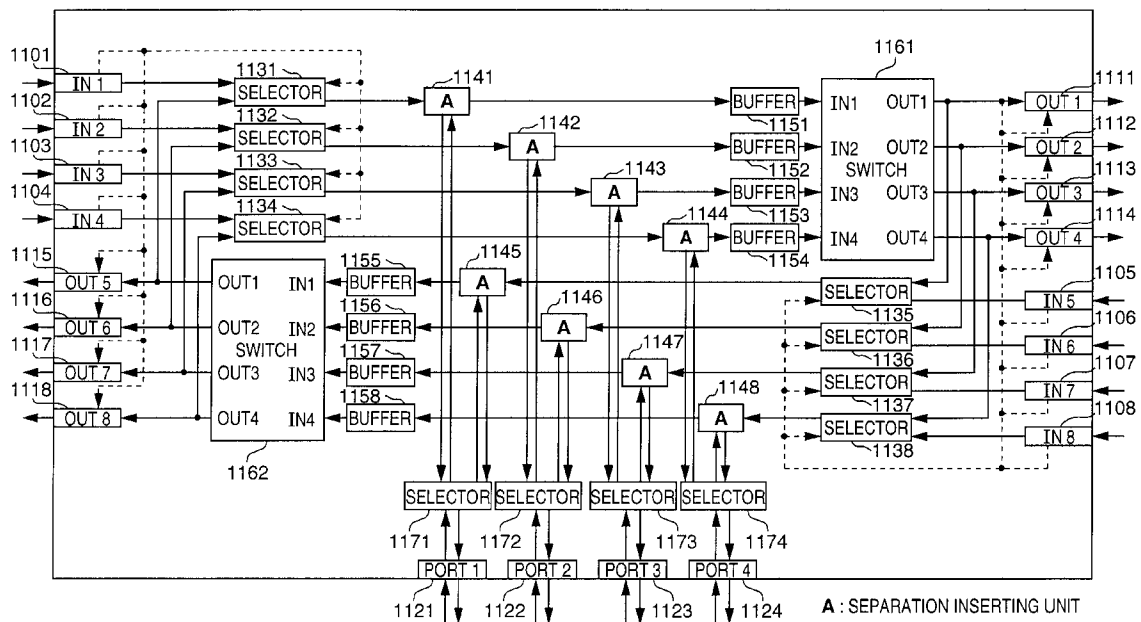 1101
IN 1
1102
IN 2
1103
IN 3
1104
IN 4
1115
OUT 5
1116
OUT 6
1117
OUT 7
1118
OUT 8
1131
SELECTOR
1132
SELECTOR
1133
SELECTOR
1134
SELECTOR
1141
A
1142
A
1143
A
1144
A
1145
A
1146
A
1147
A
1148
A
BUFFER
1151
BUFFER
1152
BUFFER
1153
BUFFER
1154
1161
IN1 OUT1
IN2 OUT2
SWITCH
IN3 OUT3
IN4 OUT4
1111
OUT 1
1112
OUT 2
1113
OUT 3
1114
OUT 4
1105
IN 5
1106
IN 6
1107
IN 7
1108
IN 8
SELECTOR
1135
SELECTOR
1136
SELECTOR
1137
SELECTOR
1138
OUT1 IN1
OUT2 IN2
SWITCH
OUT3 IN3
OUT4 IN4
1162
1155
BUFFER
1156
BUFFER
1157
BUFFER
1158
BUFFER
SELECTOR
1171
SELECTOR
1172
SELECTOR
1173
SELECTOR
1174
PORT 1
1121
PORT 2
1122
PORT 3
1123
PORT 4
1124
A : SEPARATION INSERTING UNIT